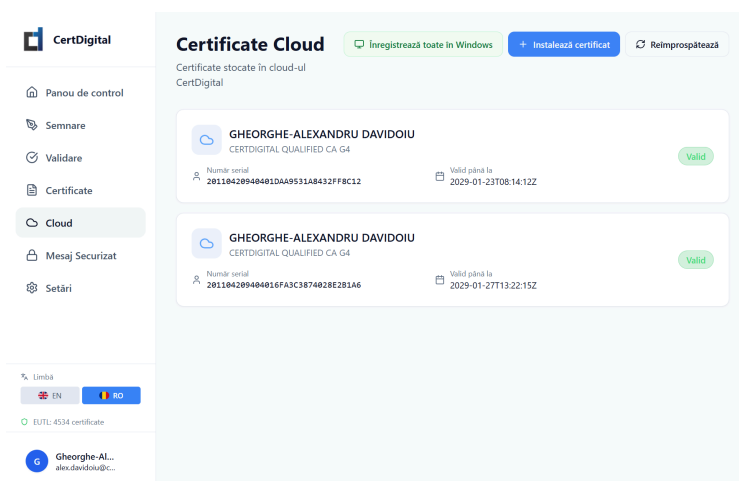 CertDigital
Panou de control
Semnare
Validare
Certificate
Cloud
Mesaj Securizat
Setări
Limbă
EN
RO
EUTL: 4534 certificate
G
Gheorghe-Al...
alex.davidoiu@c...
Certificate Cloud
Certificate stocate în cloud-ul
CertDigital
Înregistrează toate în Windows
+ Instalează certificat
Reîmprospătează
GHEORGHE-ALEXANDRU DAVIDOIU
CERTDIGITAL QUALIFIED CA G4
Număr serial
20110420940401DAA9531A8432FF8C12
Valid până la
2029-01-23T08:14:12Z
Valid
GHEORGHE-ALEXANDRU DAVIDOIU
CERTDIGITAL QUALIFIED CA G4
Număr serial
201104209404016FA3C3874028E2B1A6
Valid până la
2029-01-27T13:22:15Z
Valid